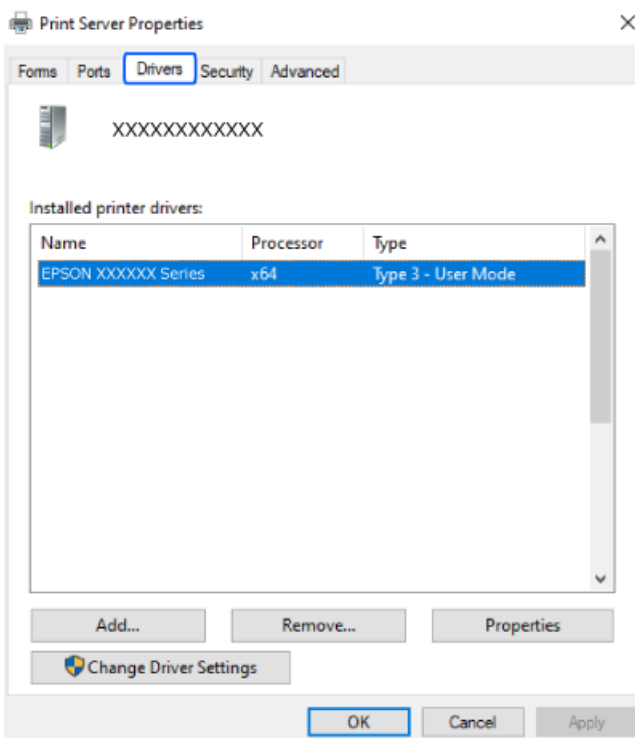 Print Server Properties
Forms Ports Drivers Security Advanced
XXXXXXXXXXXX
Installed printer drivers:
Name Processor Type
EPSON XXXXXX Series x64 Type 3 - User Mode
Add... Remove... Properties
Change Driver Settings
OK Cancel Apply